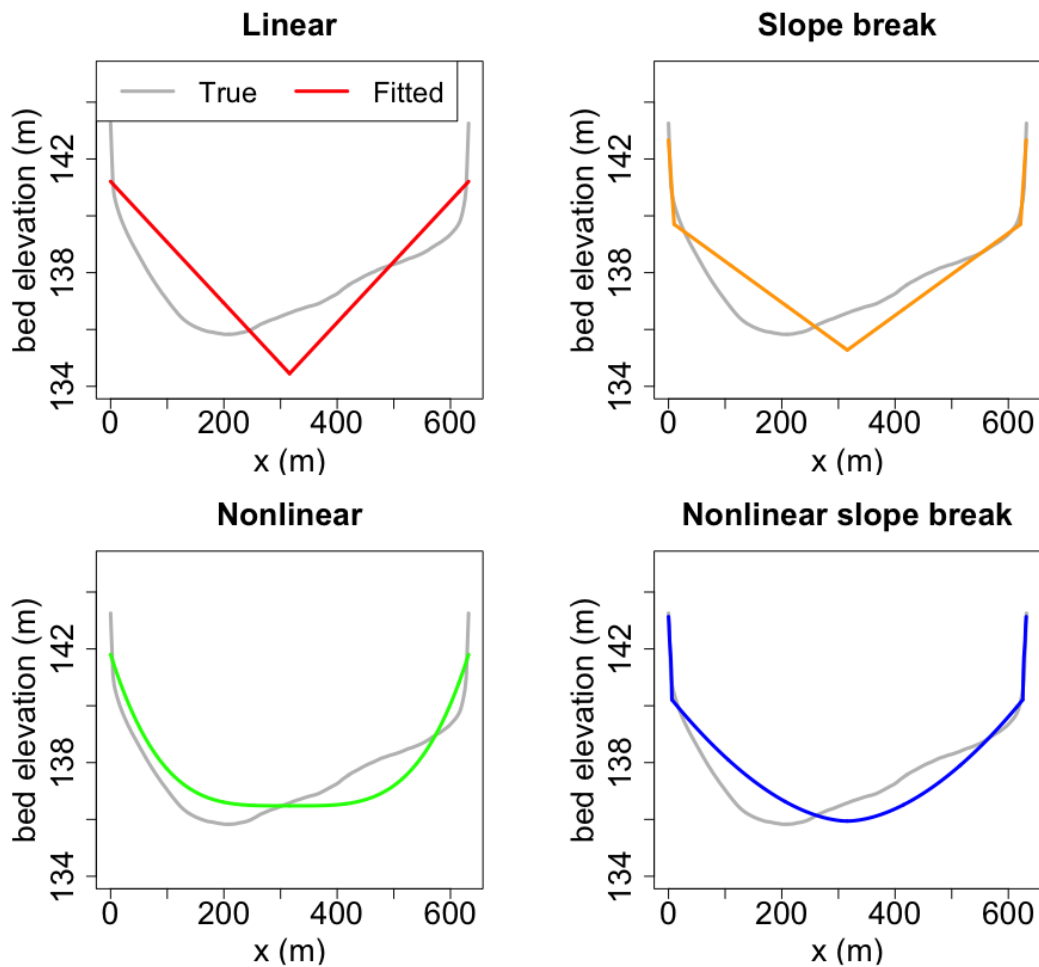 Linear
True Fitted
bed elevation (m)
142
138
134
0 200 400 600
x (m)
Slope break
bed elevation (m)
142
138
134
0 200 400 600
x (m)
Nonlinear
bed elevation (m)
142
138
134
0 200 400 600
x (m)
Nonlinear slope break
bed elevation (m)
142
138
134
0 200 400 600
x (m)